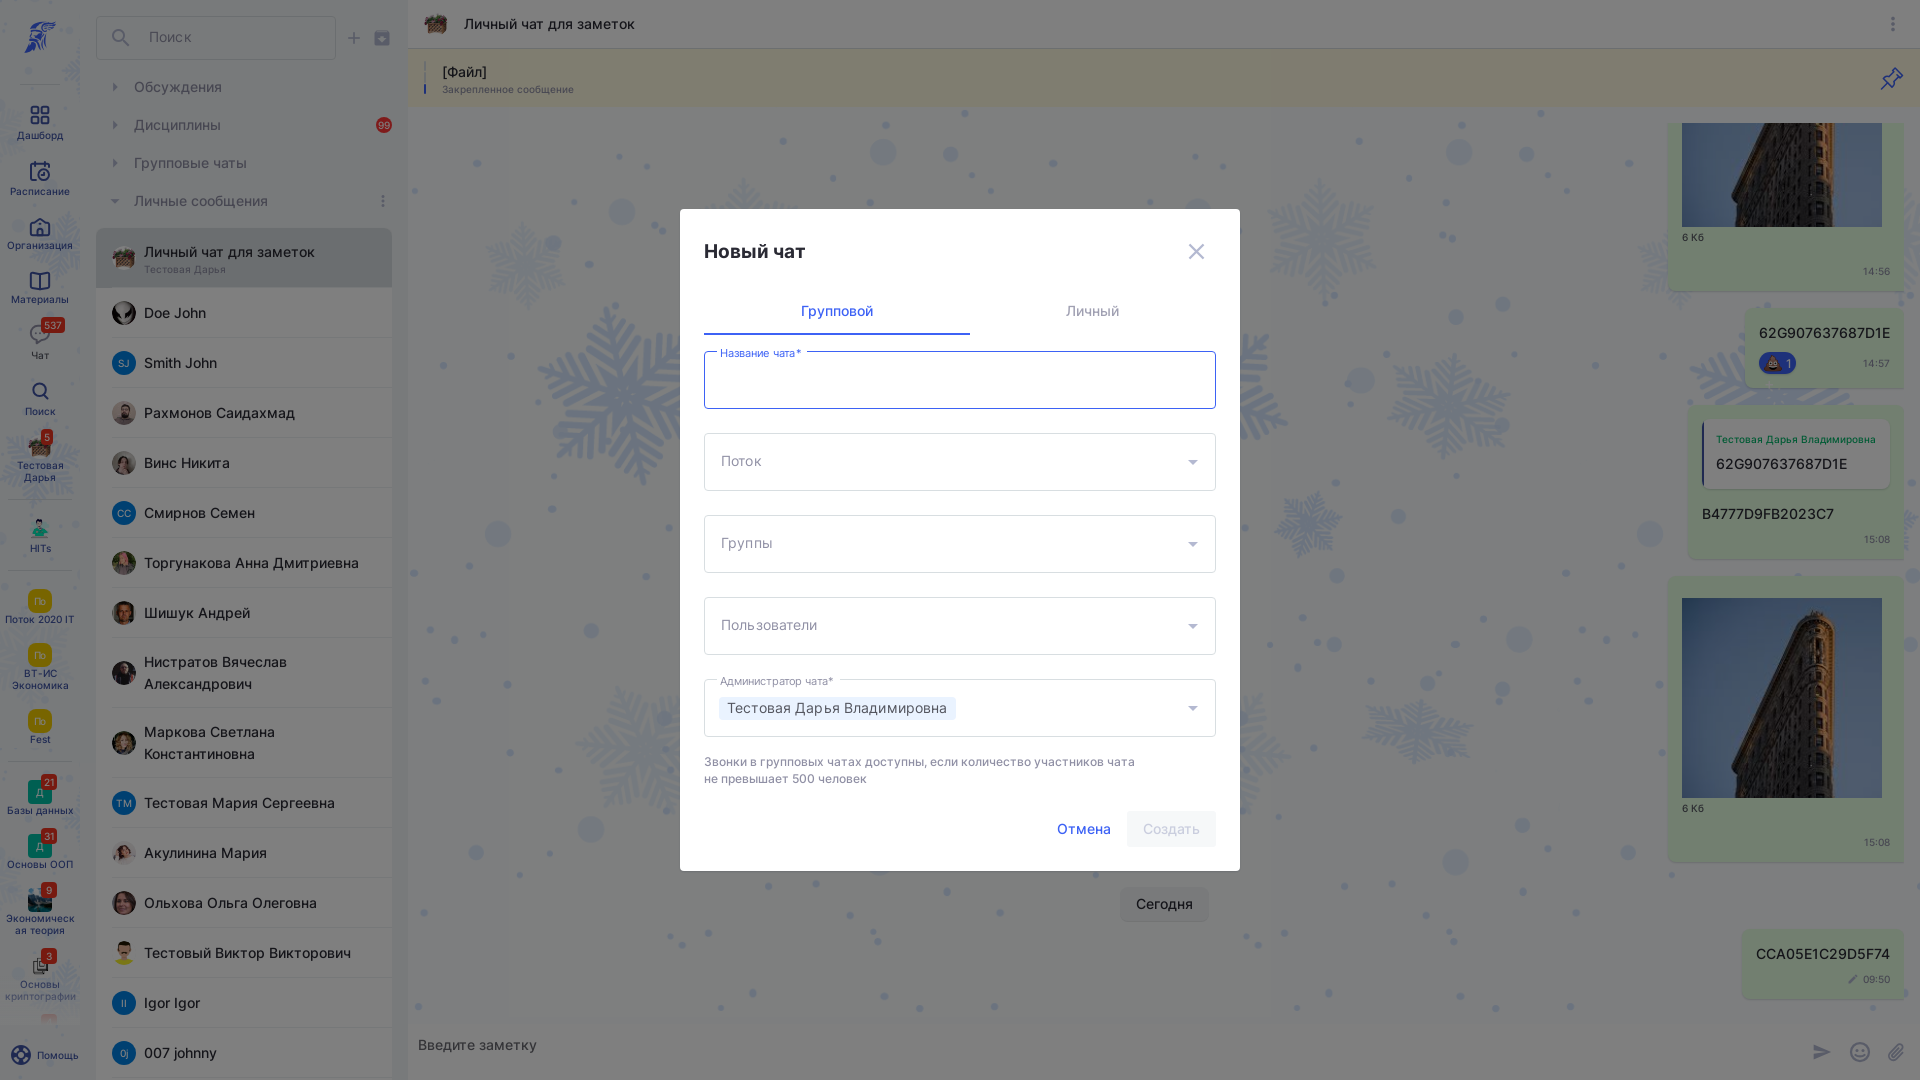 Дашборд
Расписание
Организация
Материалы
537
Чат
Поиск
5
Тестовая
Дарья
HITs
По
Поток 2020 IT
По
ВТ-ИС
Экономика
По
Fest
21
Д
Базы данных
31
Д
Основы ООП
9
Экономическ
ая теория
3
Основы
криптографии
Помощь
Поиск
Обсуждения
Дисциплины
99
Групповые чаты
Личные сообщения
Личный чат для заметок
Тестовая Дарья
Doe John
SJ
Smith John
Рахмонов Саидахмад
Винс Никита
СС
Смирнов Семен
Торгунакова Анна Дмитриевна
Шишук Андрей
Нистратов Вячеслав
Александрович
Маркова Светлана
Константиновна
ТМ
Тестовая Мария Сергеевна
Акулинина Мария
Ольхова Ольга Олеговна
Тестовый Виктор Викторович
II
Igor Igor
0j
007 johnny
Личный чат для заметок
[Файл]
Закрепленное сообщение
6 Кб
14:56
62G907637687D1E
1
14:57
Тестовая Дарья Владимировна
62G907637687D1E
B4777D9FB2023C7
15:08
6 Кб
15:08
Сегодня
CCA05E1C29D5F74
09:50
Введите заметку
Новый чат
Групповой
Личный
Название чата*
Поток
Группы
Пользователи
Администратор чата*
Тестовая Дарья Владимировна
Звонки в групповых чатах доступны, если количество участников чата
не превышает 500 человек
Отмена
Создать